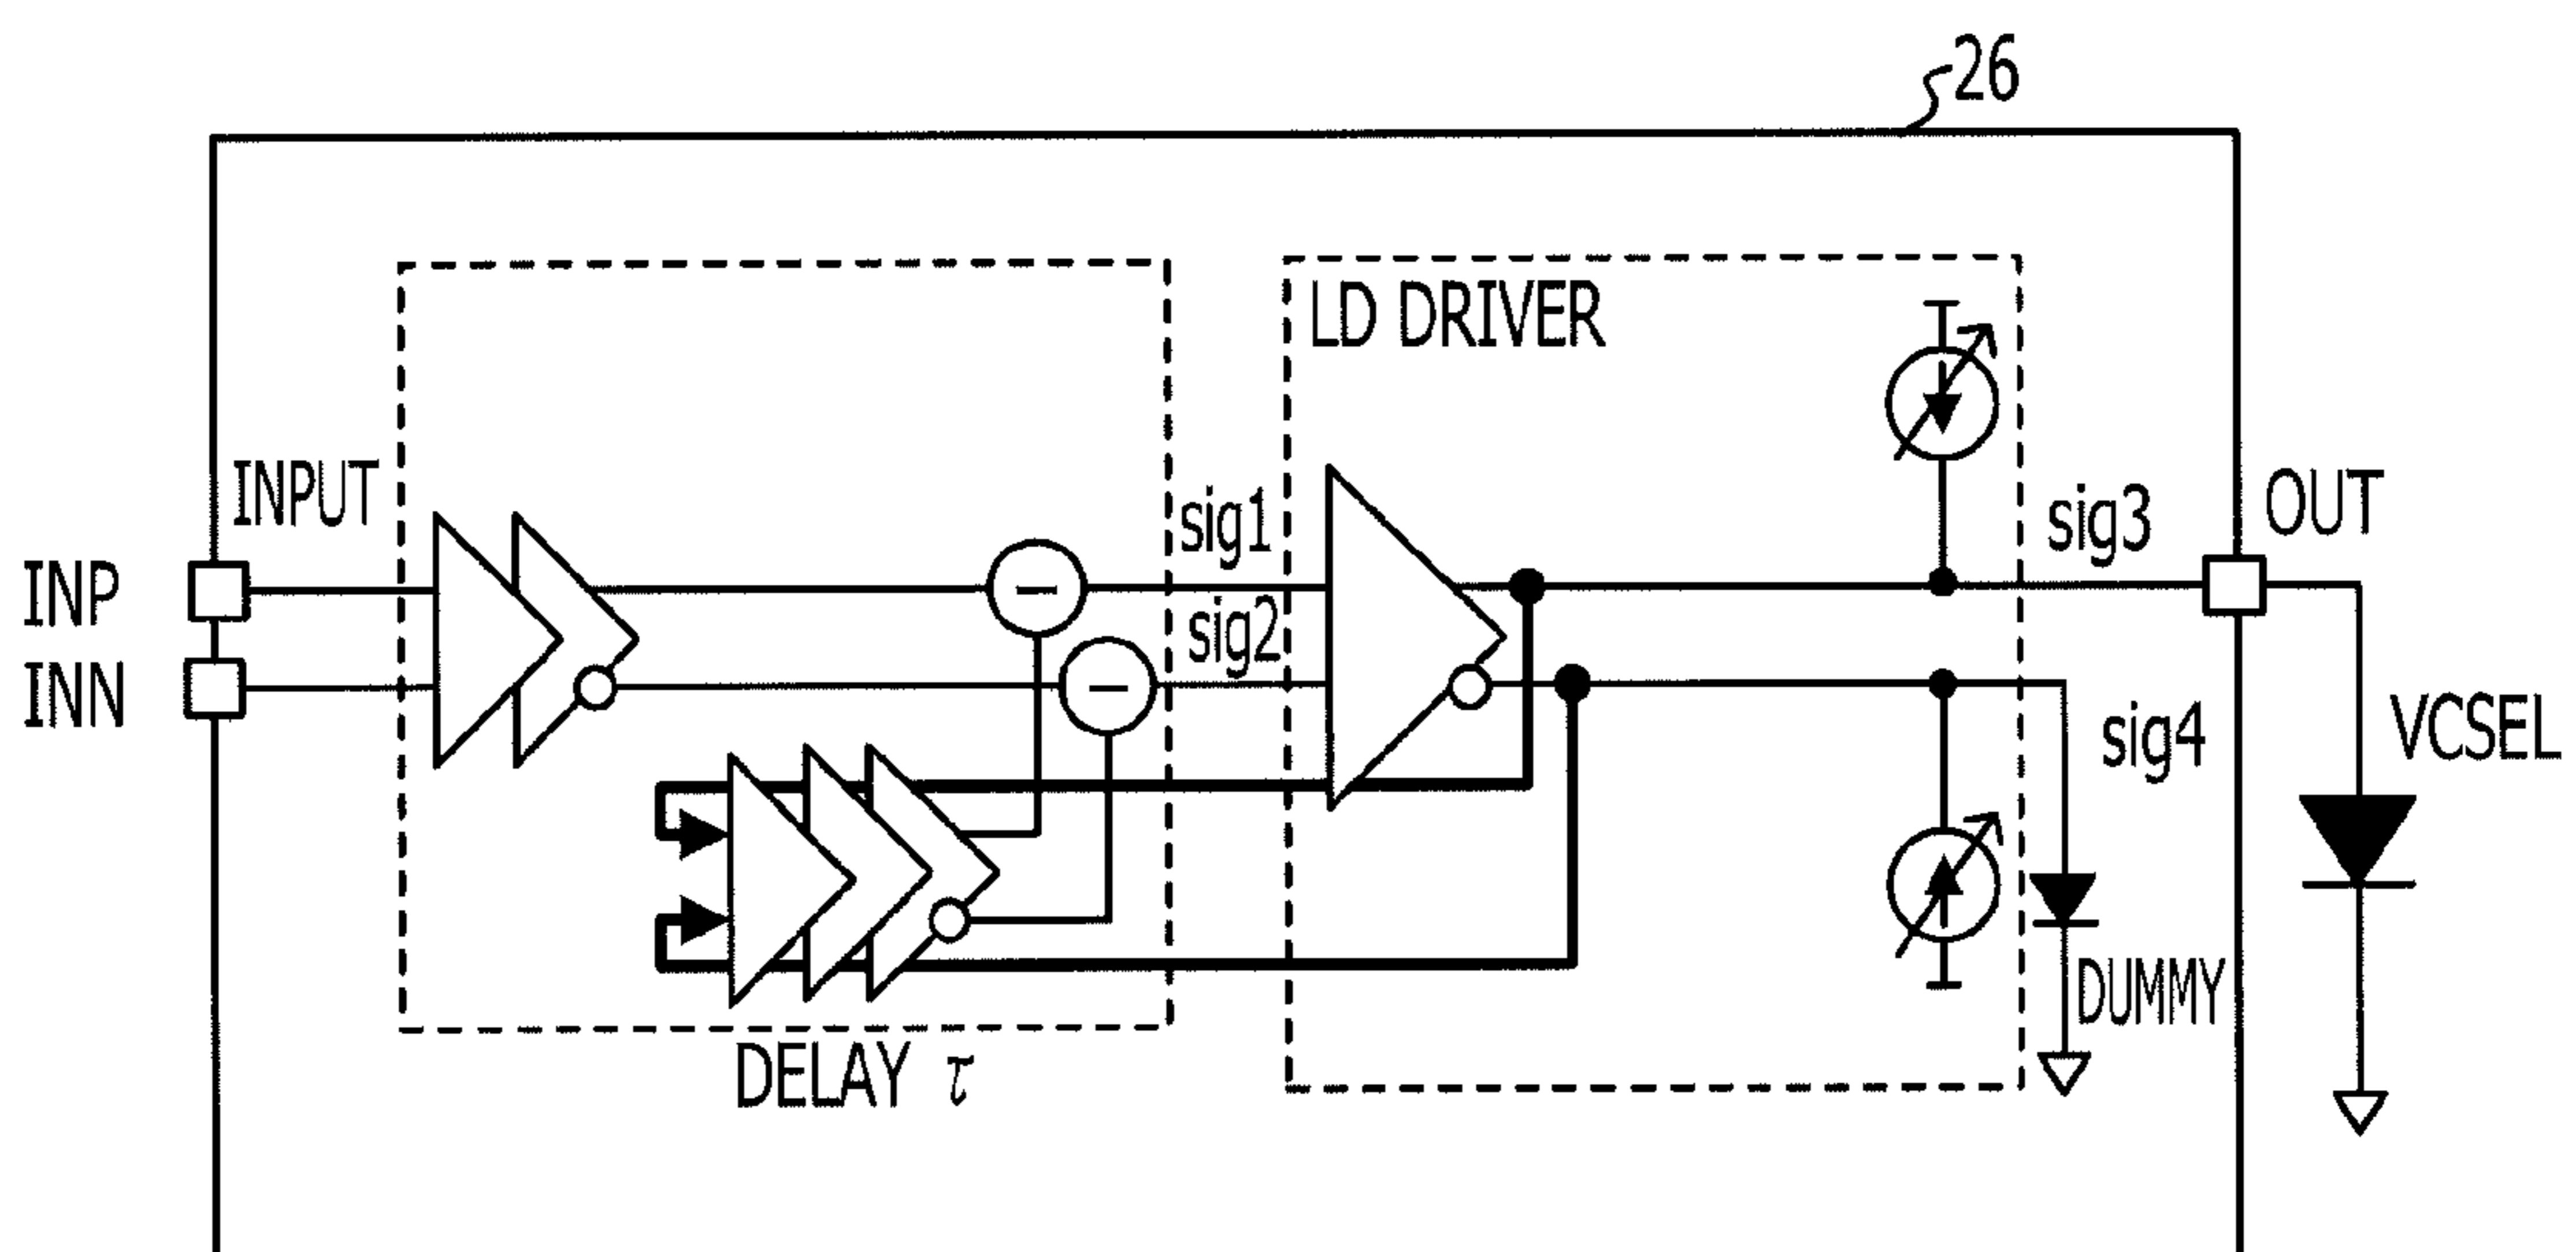 26
LD DRIVER
INPUT
sig1
sig3
OUT
INP
sig2
INN
sig4
VCSEL
DUMMY
DELAY τ